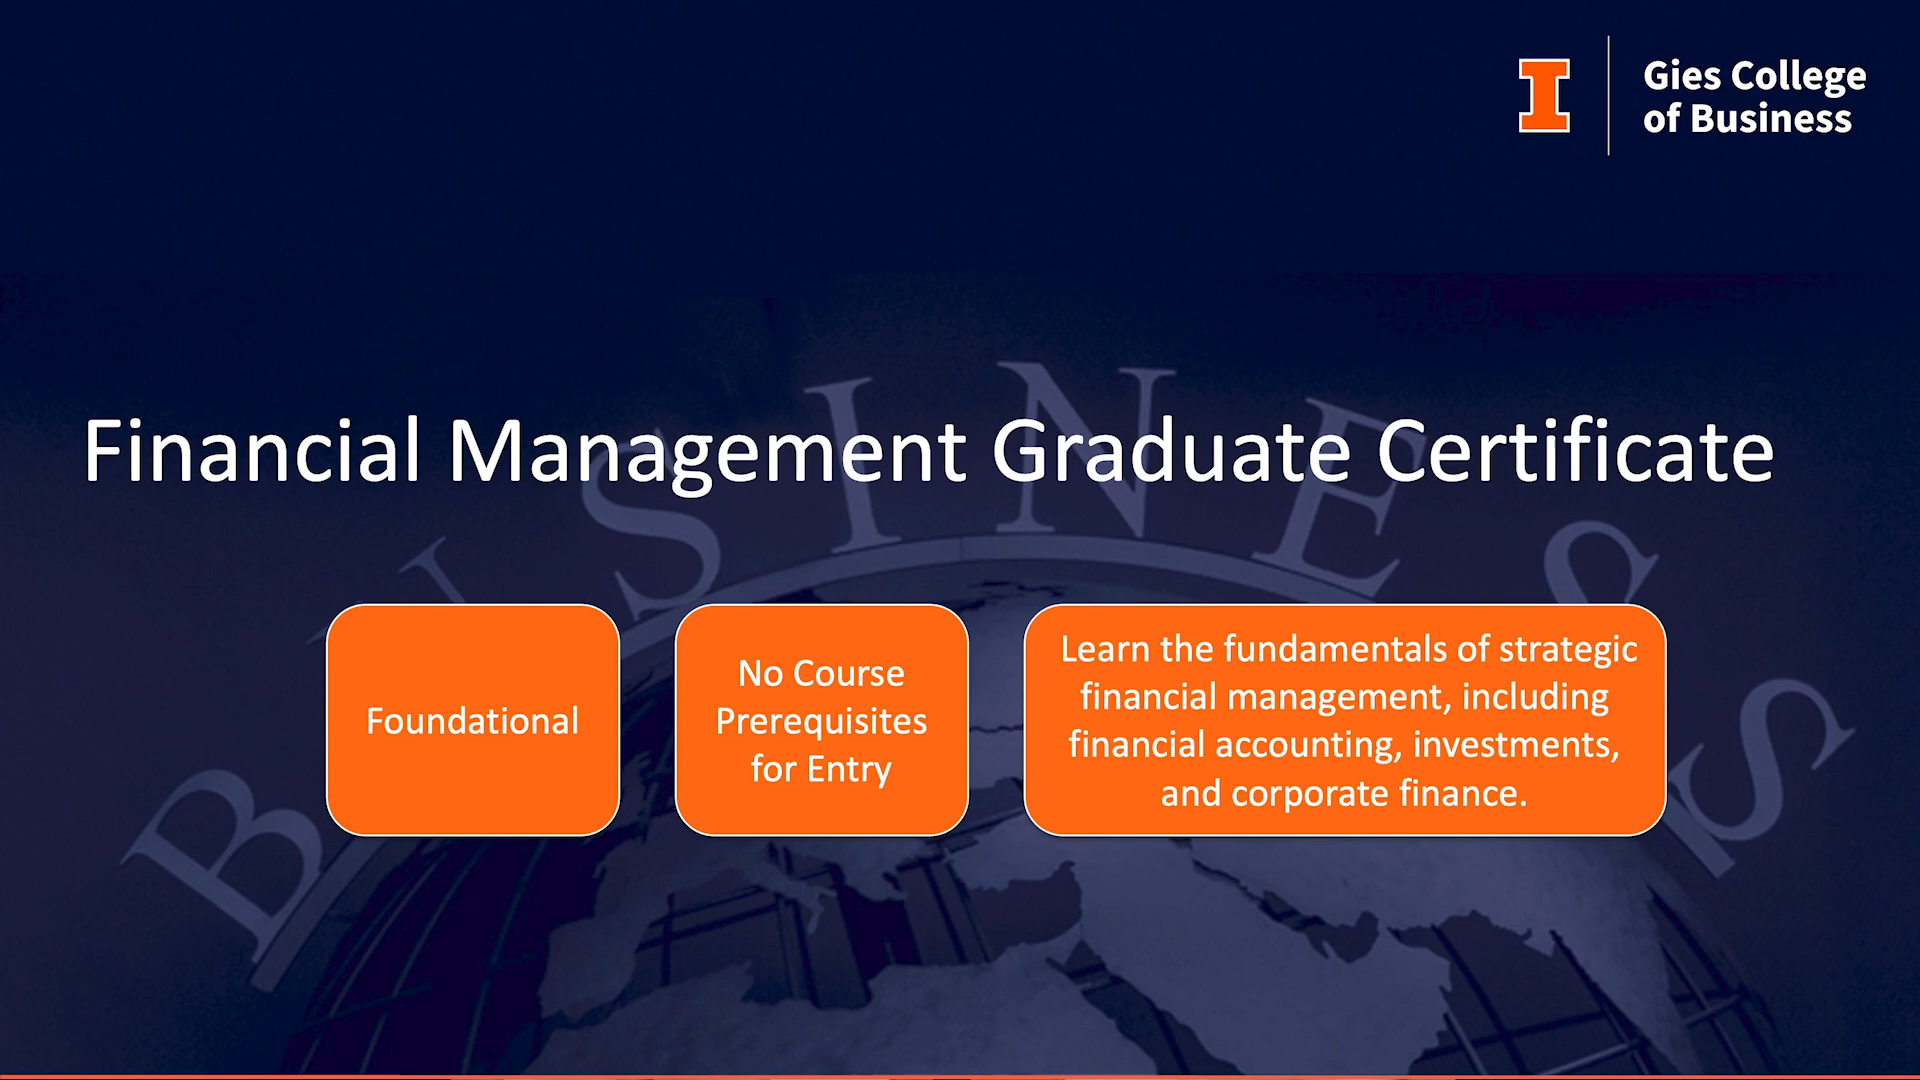 Gies College
of Business
Financial Management Graduate Certificate
Foundational
No Course
Prerequisites
for Entry
Learn the fundamentals of strategic
financial management, including
financial accounting, investments,
and corporate finance.
BUSINESS